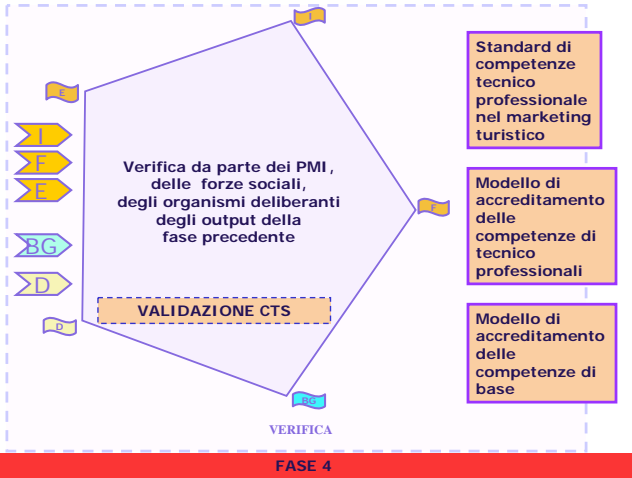 I
E
I
F
E
BG
D
D
Verifica da parte dei PMI,
delle forze sociali,
degli organismi deliberanti
degli output della
fase precedente
VALIDAZIONE CTS
F
BG
VERIFICA
Standard di
competenze
tecnico
professionale
nel marketing
turistico
Modello di
accreditamento
delle
competenze di
tecnico
professionali
Modello di
accreditamento
delle
competenze di
base
FASE 4